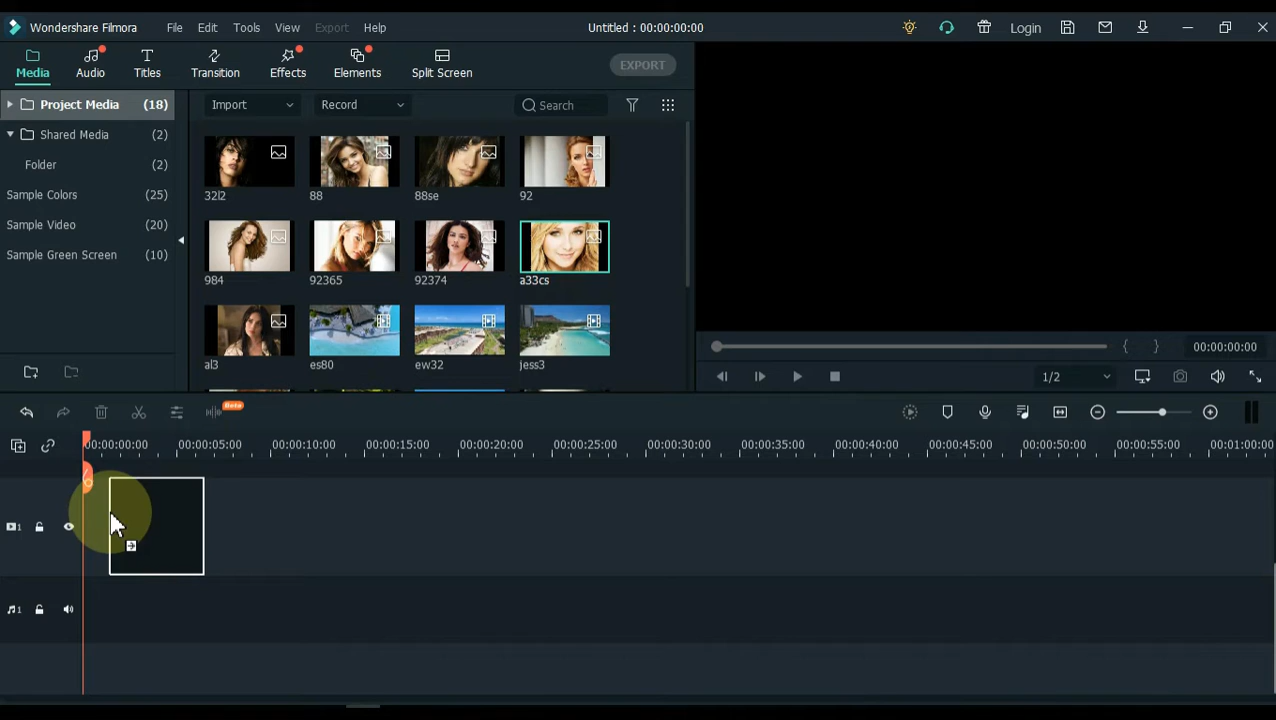 Wondershare Filmora File Edit Tools View Export Help Untitled : 00:00:00:00 Login
Media Audio Titles Transition Effects Elements Split Screen EXPORT
Project Media (18) Import Record Search
Shared Media (2)
Folder (2)
Sample Colors (25)
Sample Video (20)
Sample Green Screen (10)
32l2 88 88se 92
984 92365 92374 a33cs
al3 es80 ew32 jess3
00:00:00:00
1/2
Beta
00:00:00:00 00:00:05:00 00:00:10:00 00:00:15:00 00:00:20:00 00:00:25:00 00:00:30:00 00:00:35:00 00:00:40:00 00:00:45:00 00:00:50:00 00:00:55:00 00:01:00:00
1
1